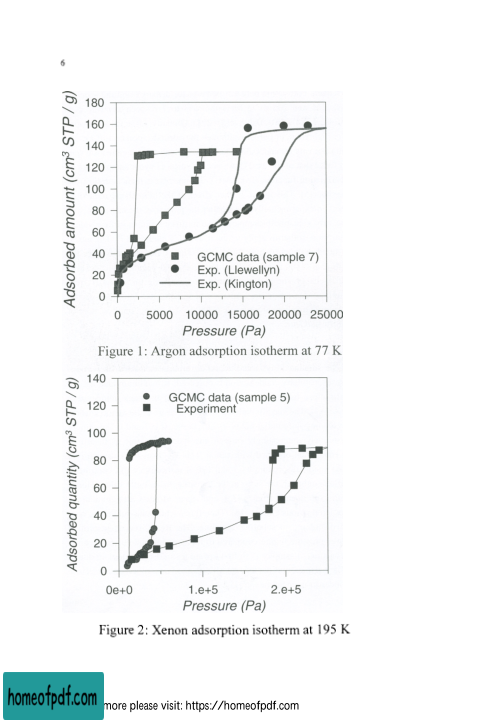 6
Adsorbed amount (cm³ STP / g)
180
160
140
120
100
80
60
40
20
0
GCMC data (sample 7)
Exp. (Llewellyn)
Exp. (Kington)
0 5000 10000 15000 20000 25000
Pressure (Pa)
Figure 1: Argon adsorption isotherm at 77 K
Adsorbed quantity (cm³ STP / g)
140
120
100
80
60
40
20
0
GCMC data (sample 5)
Experiment
0e+0 1.e+5 2.e+5
Pressure (Pa)
Figure 2: Xenon adsorption isotherm at 195 K
homeofpdf.com
more please visit: https://homeofpdf.com